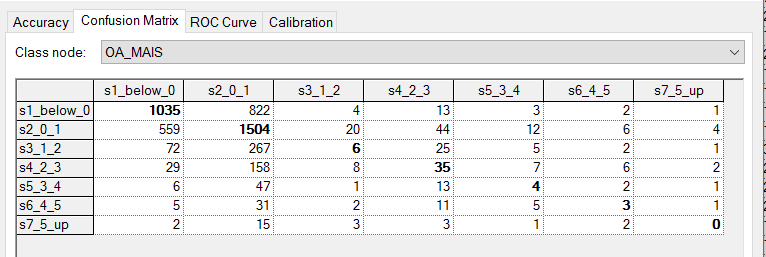 Accuracy Confusion Matrix ROC Curve Calibration
Class node: OA_MAIS
s1_below_0 s2_0_1 s3_1_2 s4_2_3 s5_3_4 s6_4_5 s7_5_up
s1_below_0 1035 822 4 13 3 2 1
s2_0_1 559 1504 20 44 12 6 4
s3_1_2 72 267 6 25 5 2 1
s4_2_3 29 158 8 35 7 6 2
s5_3_4 6 47 1 13 4 2 1
s6_4_5 5 31 2 11 5 3 1
s7_5_up 2 15 3 3 1 2 0